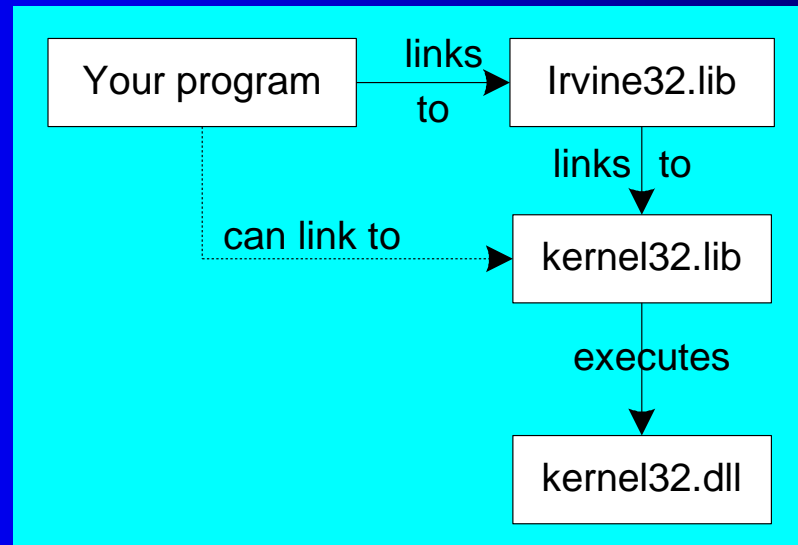 Your program
links
to
Irvine32.lib
links to
can link to
kernel32.lib
executes
kernel32.dll